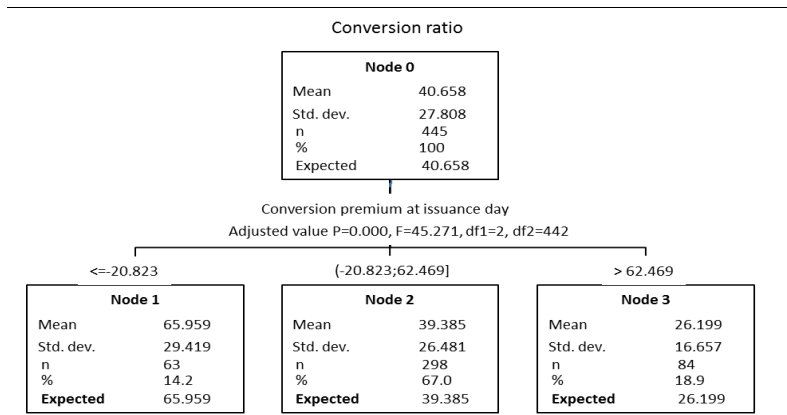 Conversion ratio
Node 0
Mean 40.658
Std. dev. 27.808
n 445
% 100
Expected 40.658
Conversion premium at issuance day
Adjusted value P=0.000, F=45.271, df1=2, df2=442
<=-20.823 (-20.823;62.469] > 62.469
Node 1
Mean 65.959
Std. dev. 29.419
n 63
% 14.2
Expected 65.959
Node 2
Mean 39.385
Std. dev. 26.481
n 298
% 67.0
Expected 39.385
Node 3
Mean 26.199
Std. dev. 16.657
n 84
% 18.9
Expected 26.199